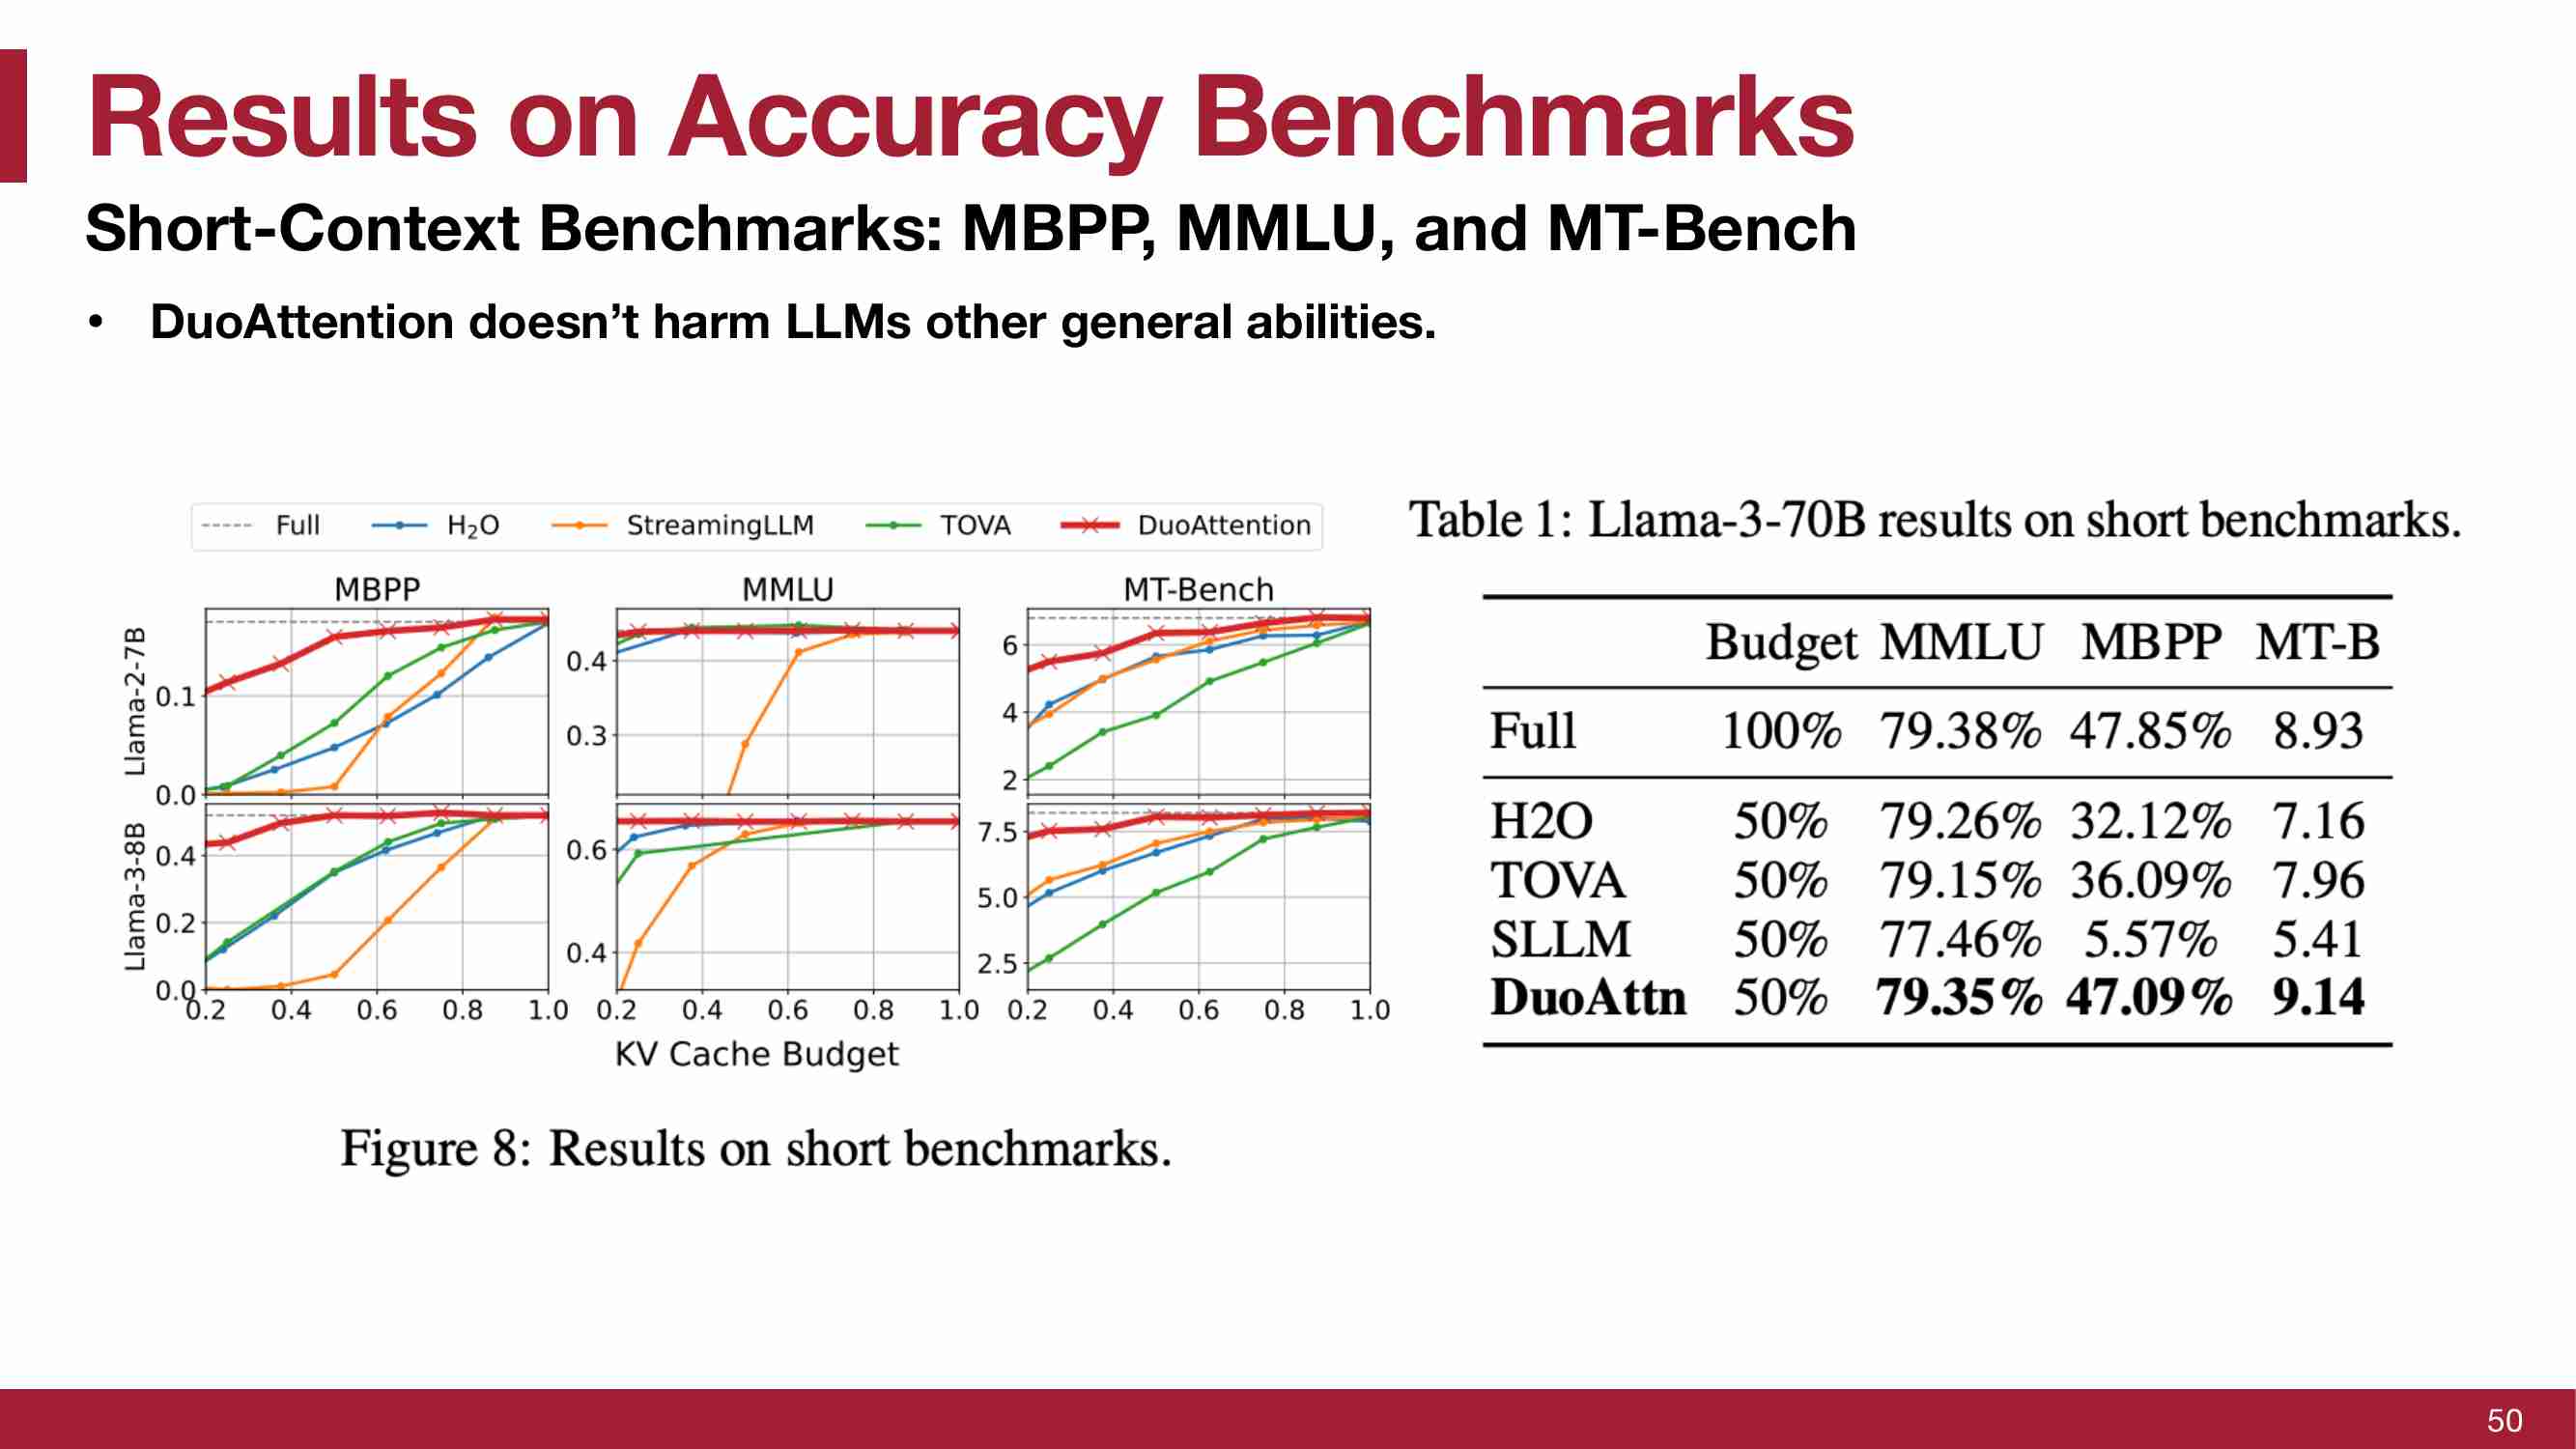 Results on Accuracy Benchmarks
Short-Context Benchmarks: MBPP, MMLU, and MT-Bench
• DuoAttention doesn’t harm LLMs other general abilities.
Full H₂O StreamingLLM TOVA DuoAttention
MBPP MMLU MT-Bench
Llama-2-7B
0.1
0.0
0.4
0.3
6
4
2
Llama-3-8B
0.4
0.2
0.0
0.6
0.4
7.5
5.0
2.5
0.2 0.4 0.6 0.8 1.0 0.2 0.4 0.6 0.8 1.0 0.2 0.4 0.6 0.8 1.0
KV Cache Budget
Figure 8: Results on short benchmarks.
Table 1: Llama-3-70B results on short benchmarks.
Budget MMLU MBPP MT-B
Full 100% 79.38% 47.85% 8.93
H2O 50% 79.26% 32.12% 7.16
TOVA 50% 79.15% 36.09% 7.96
SLLM 50% 77.46% 5.57% 5.41
DuoAttn 50% 79.35% 47.09% 9.14
50